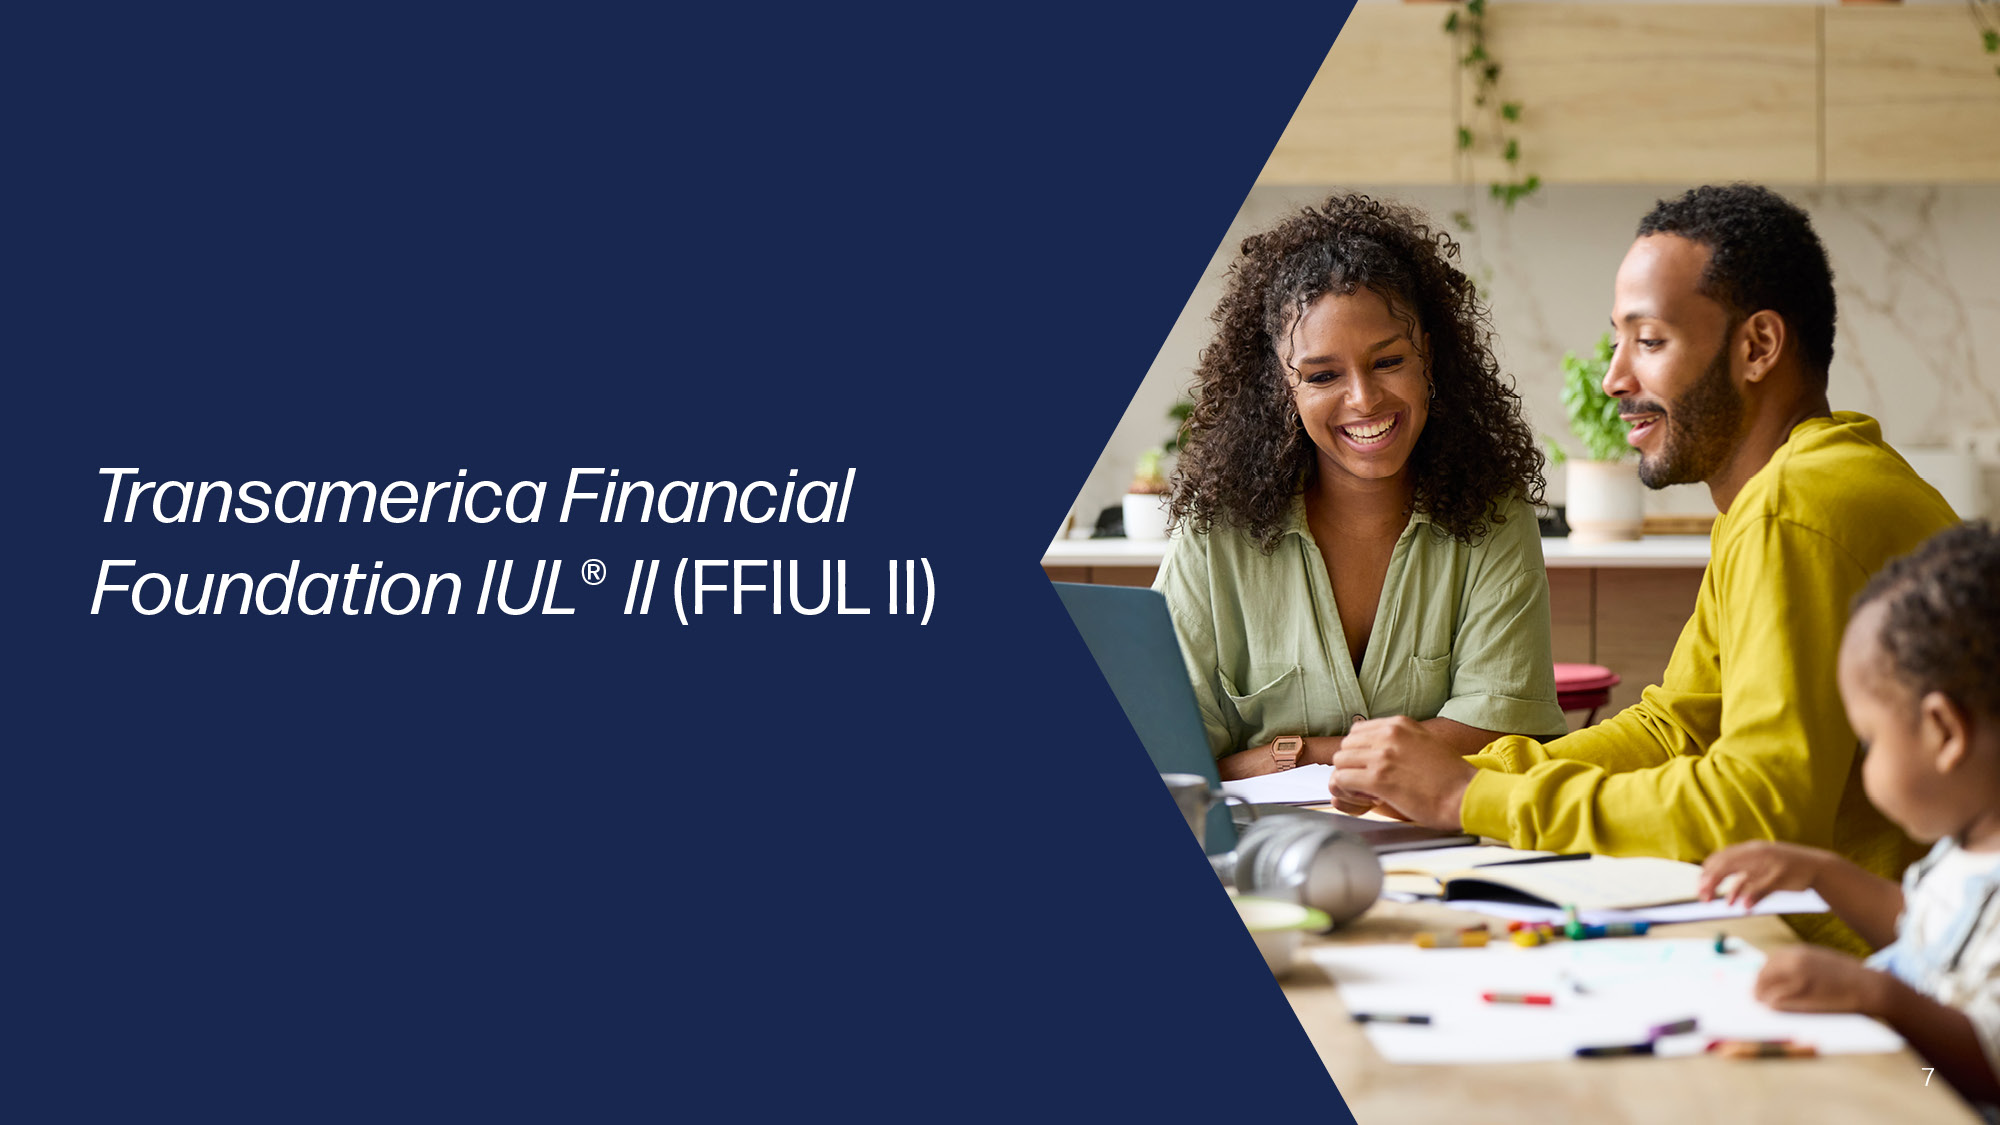 Transamerica Financial
Foundation IUL® II (FFIUL II)
7